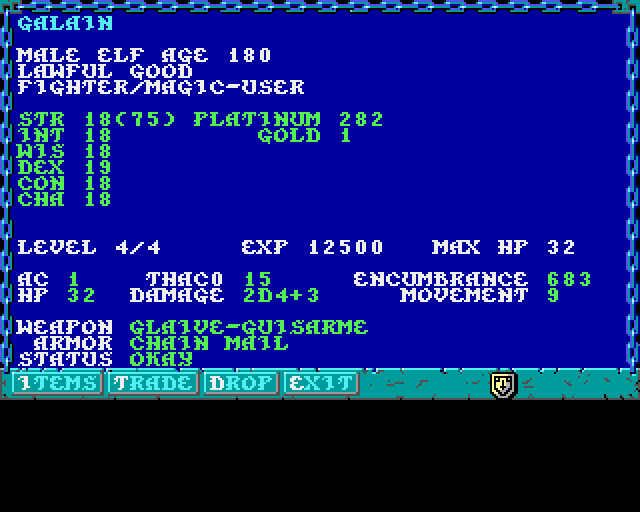 GALAIN
MALE ELF AGE 180
LAWFUL GOOD
FIGHTER/MAGIC-USER
STR 18(75) PLATINUM 282
INT 18 GOLD 1
WIS 18
DEX 19
CON 18
CHA 18
LEVEL 4/4 EXP 12500 MAX HP 32
AC 1 THAC0 15 ENCUMBRANCE 683
HP 32 DAMAGE 2D4+3 MOVEMENT 9
WEAPON GLAIVE-GUISARME
ARMOR CHAIN MAIL
STATUS OKAY
ITEMS TRADE DROP EXIT